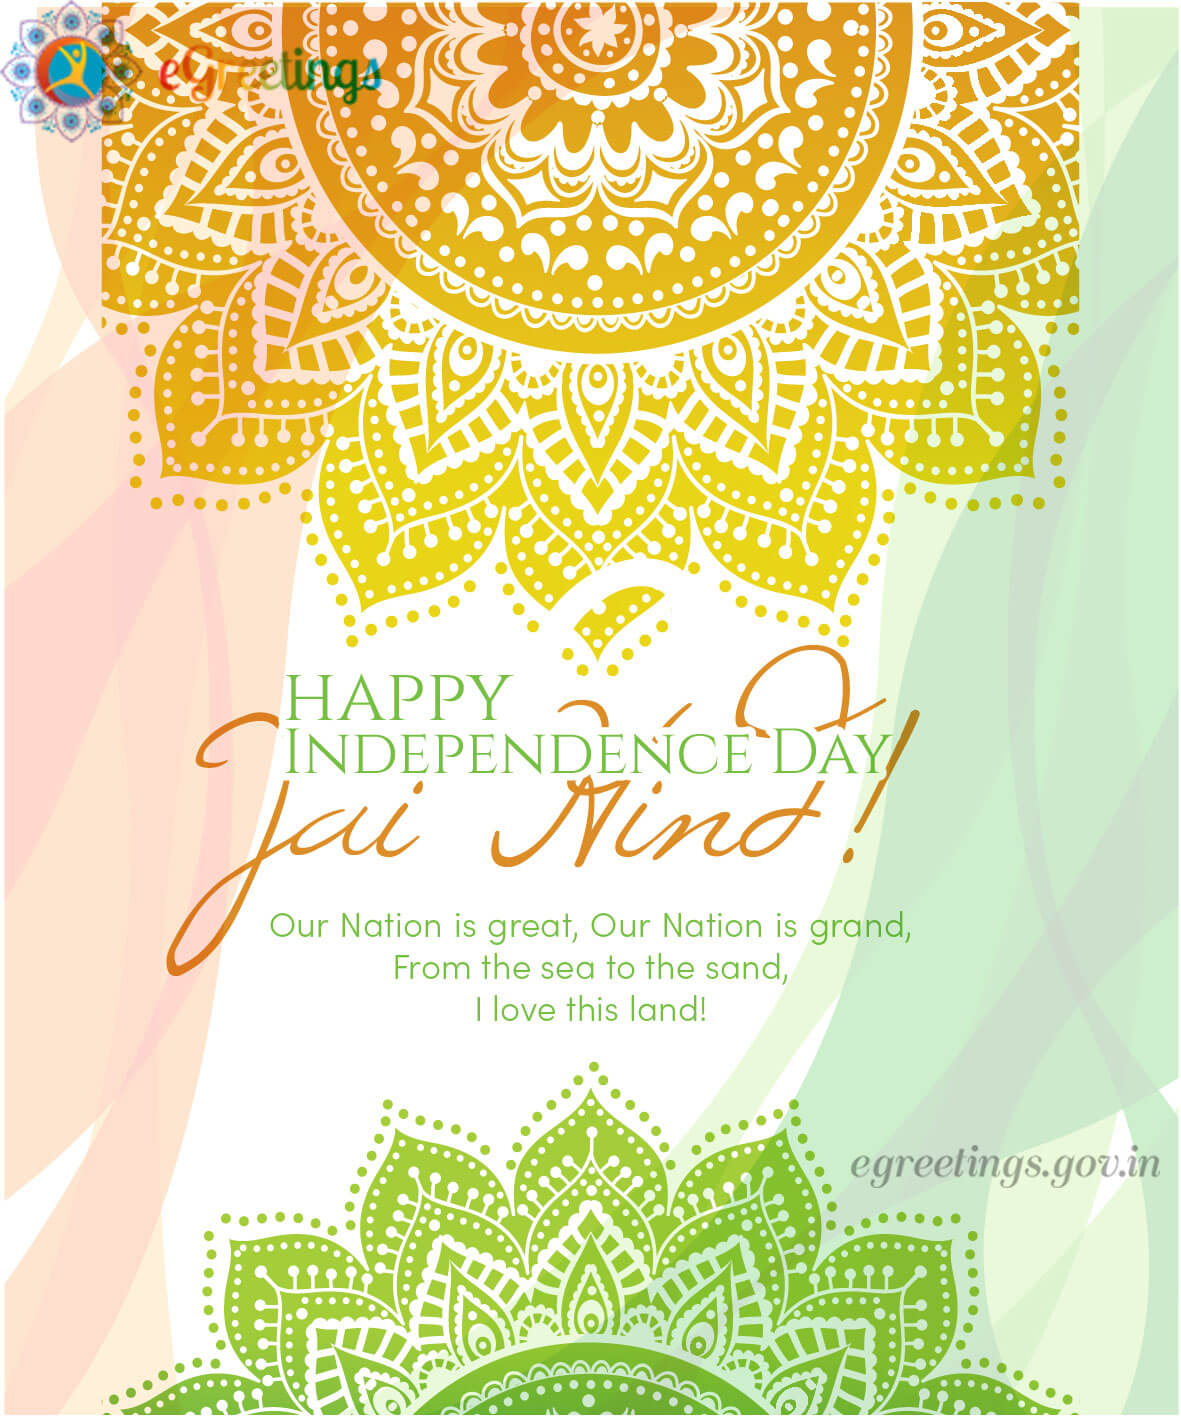 eGreetings
HAPPY
INDEPENDENCE DAY
Jai Hind!
Our Nation is great, Our Nation is grand,
From the sea to the sand,
I love this land!
egreetings.gov.in